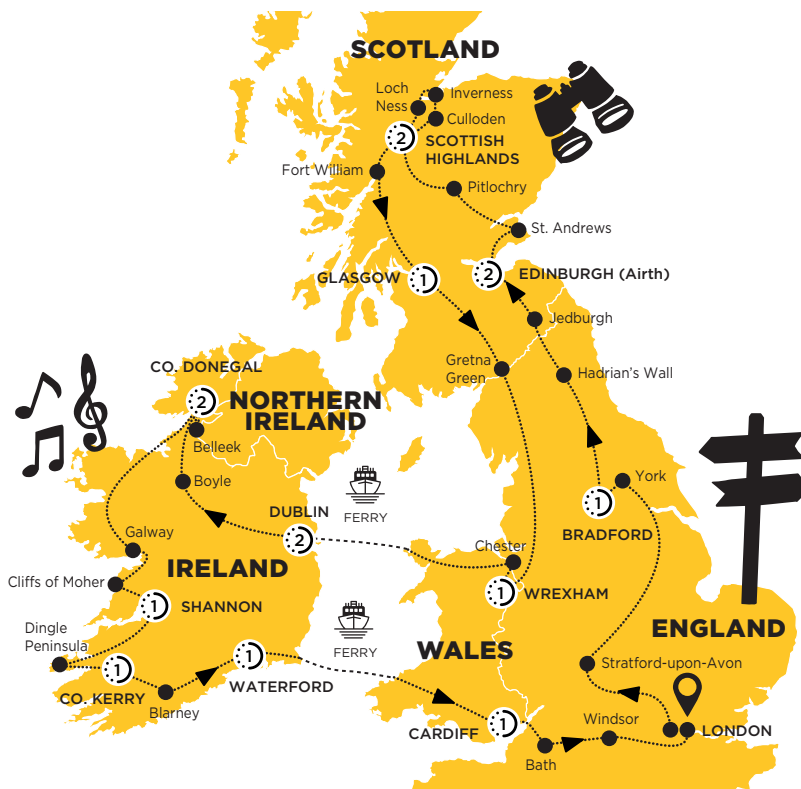 SCOTLAND
Loch
Ness
Inverness
Culloden
2
SCOTTISH
HIGHLANDS
Fort William
Pitlochry
St. Andrews
GLASGOW
1
2
EDINBURGH (Airth)
Jedburgh
Gretna
Green
Hadrian's Wall
CO. DONEGAL
2
NORTHERN
IRELAND
Belleek
Boyle
York
FERRY
DUBLIN
2
1
BRADFORD
Galway
Chester
IRELAND
Cliffs of Moher
1
SHANNON
1
WREXHAM
Dingle
Peninsula
ENGLAND
WALES
FERRY
1
CO. KERRY
Blarney
1
WATERFORD
Stratford-upon-Avon
CARDIFF
1
Windsor
LONDON
Bath